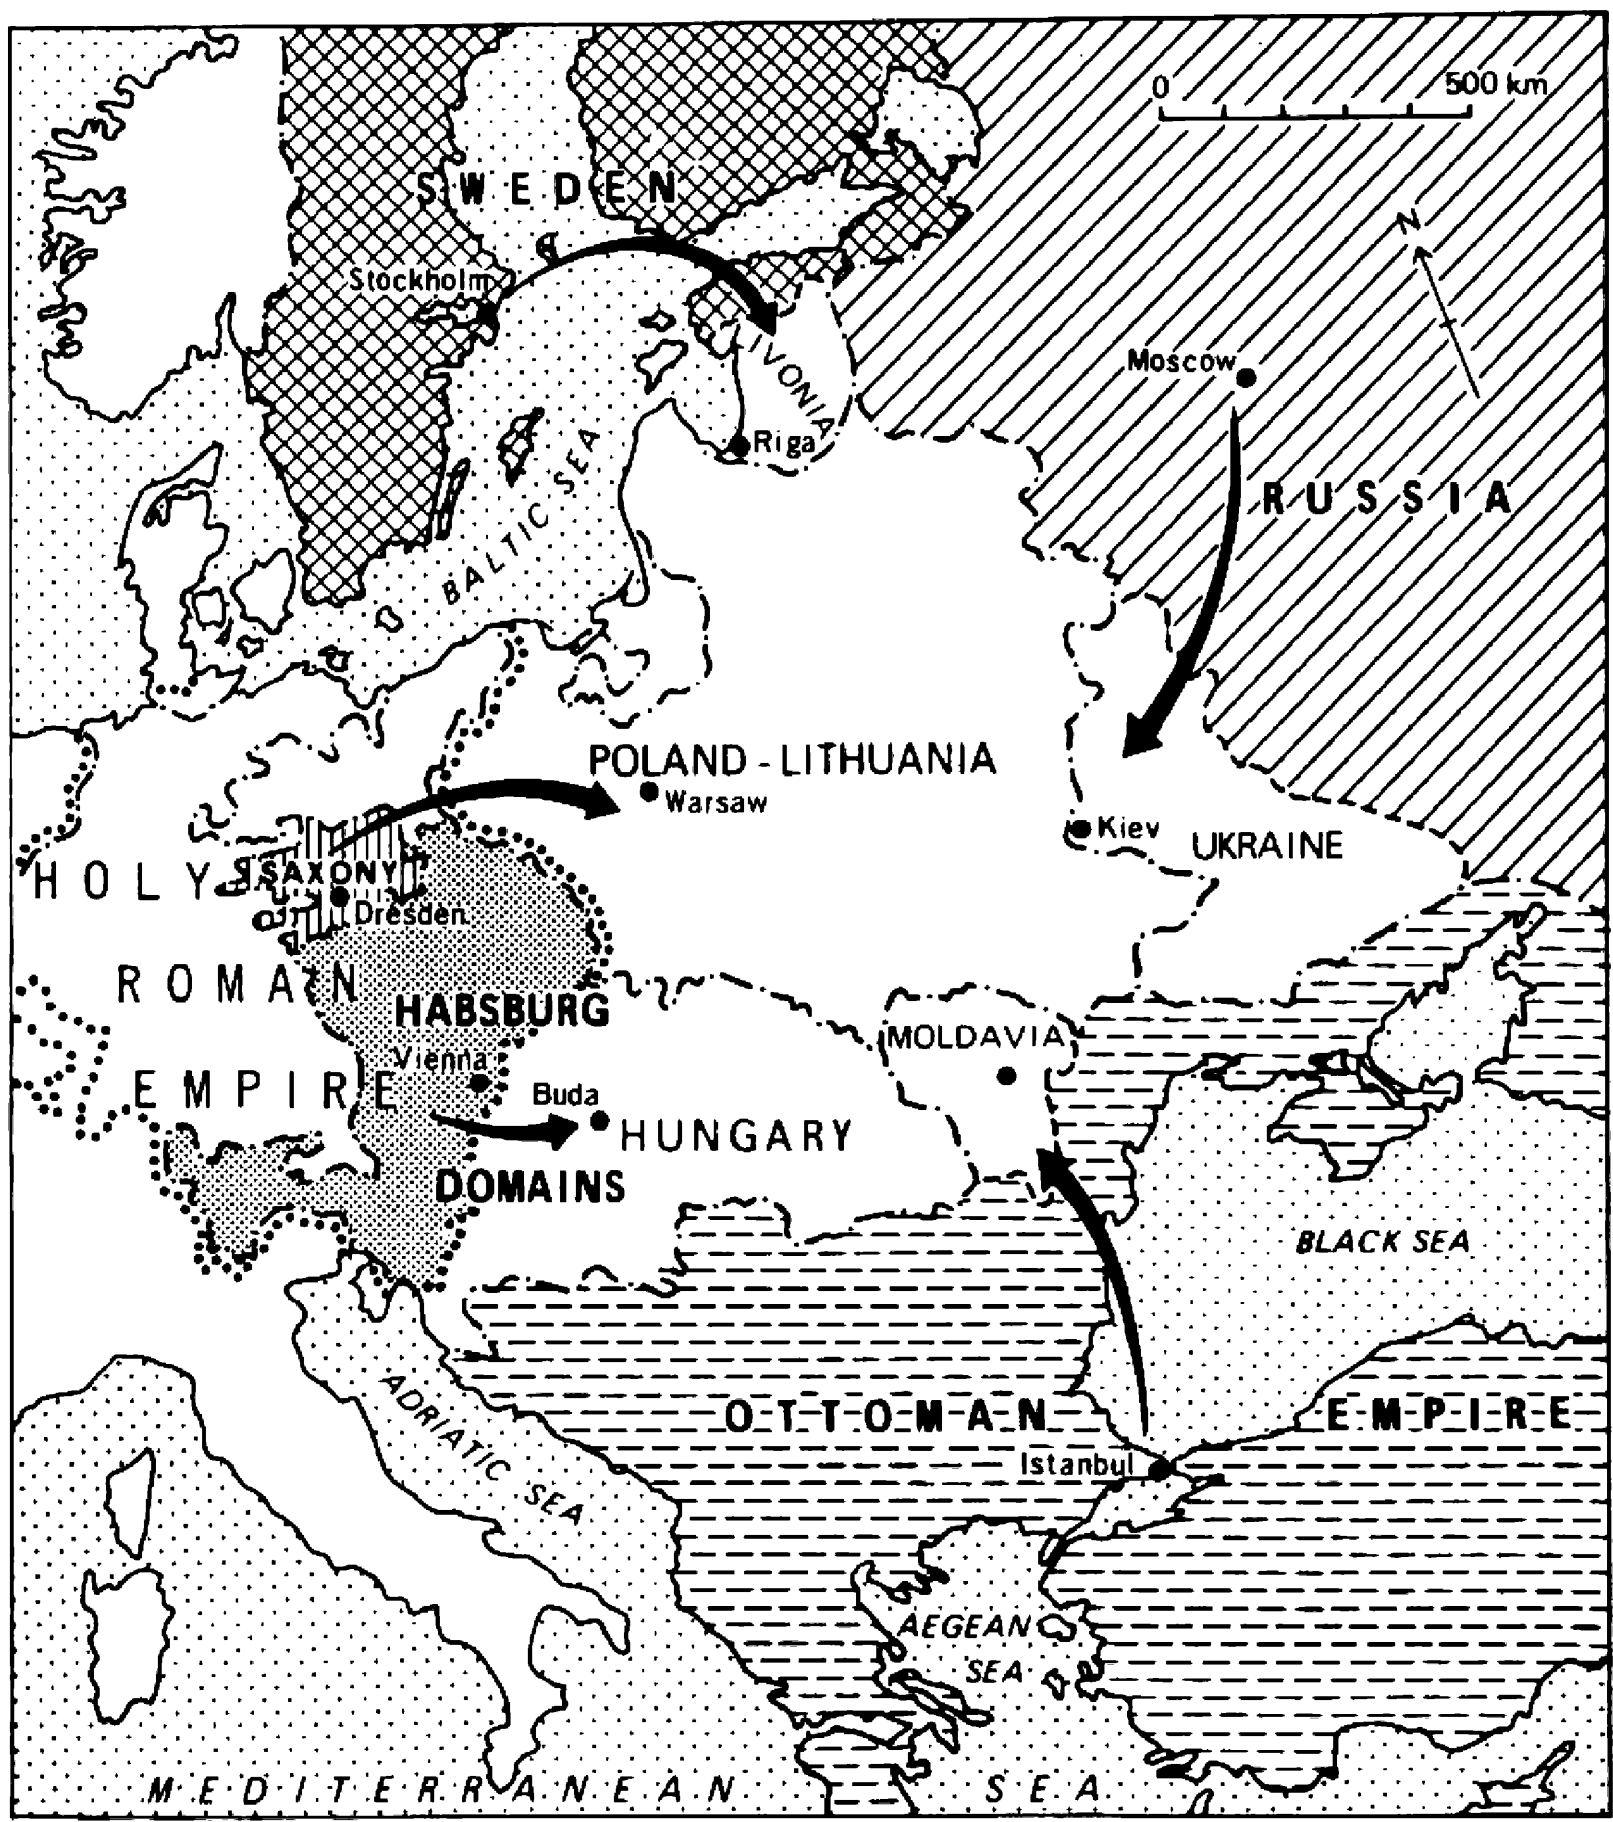 0 500 km
SWEDEN
N
Stockholm
LIVONIA
Moscow
Riga
BALTIC SEA
RUSSIA
POLAND-LITHUANIA
Warsaw
Kiev
UKRAINE
HOLY
SAXONY
Dresden
ROMAN
HABSBURG
MOLDAVIA
Vienna
EMPIRE
Buda
HUNGARY
DOMAINS
BLACK SEA
ADRIATIC SEA
OTTOMAN EMPIRE
Istanbul
AEGEAN
SEA
MEDITERRANEAN SEA